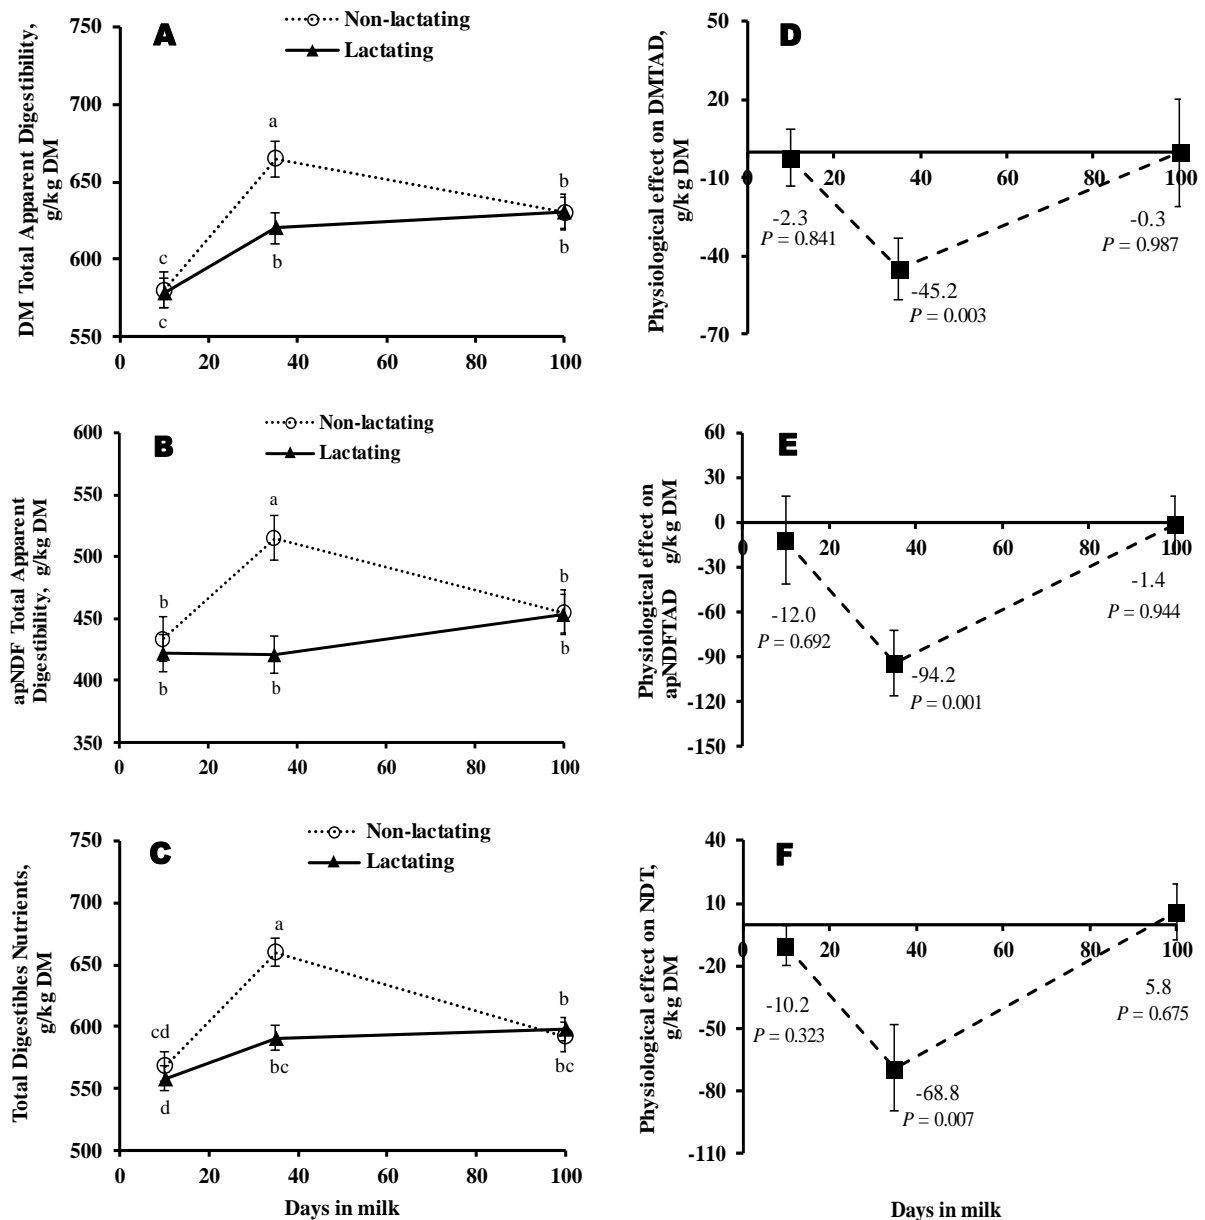 DM Total Apparent Digestibility,
g/kg DM
750
700
650
600
550
0
20
40
60
80
100
A
Non-lactating
Lactating
c
c
a
b
b
b
Physiological effect on DMTAD,
g/kg DM
50
20
-10
-40
-70
0
20
40
60
80
100
D
-2.3
P = 0.841
-45.2
P = 0.003
-0.3
P = 0.987
apNDF Total Apparent
Digestibility, g/kg DM
600
550
500
450
400
350
0
20
40
60
80
100
B
Non-lactating
Lactating
b
b
a
b
b
b
Physiological effect on
apNDFTAD g/kg DM
60
30
0
-30
-60
-90
-120
-150
0
20
40
60
80
100
E
-12.0
P = 0.692
-94.2
P = 0.001
-1.4
P = 0.944
Total Digestibles Nutrients,
g/kg DM
750
700
650
600
550
500
0
20
40
60
80
100
Days in milk
C
Non-lactating
Lactating
cd
d
a
bc
b
bc
Physiological effect on NDT,
g/kg DM
40
10
-20
-50
-80
-110
0
20
40
60
80
100
F
-10.2
P = 0.323
-68.8
P = 0.007
5.8
P = 0.675
Days in milk